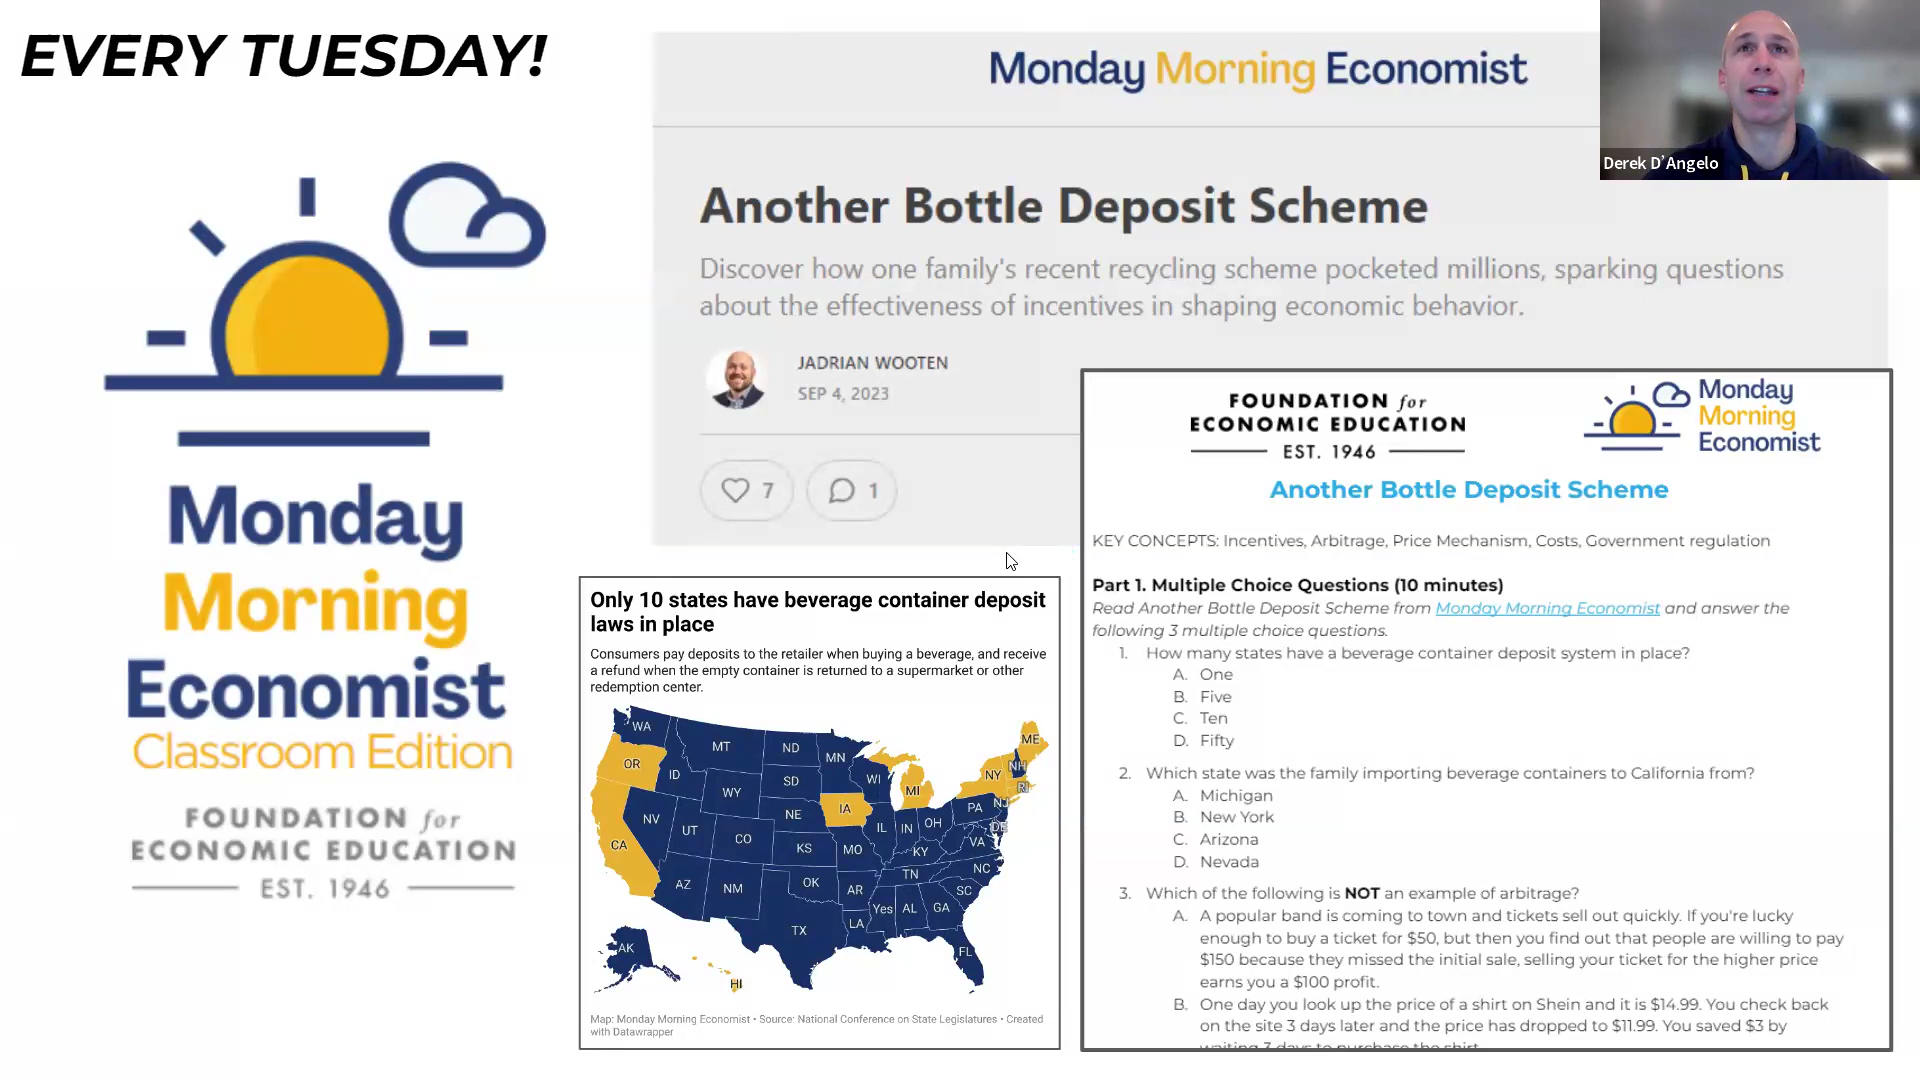 EVERY TUESDAY!
Monday
Morning
Economist
Classroom Edition
FOUNDATION for
ECONOMIC EDUCATION
EST. 1946
Monday Morning Economist
Another Bottle Deposit Scheme
Discover how one family's recent recycling scheme pocketed millions, sparking questions
about the effectiveness of incentives in shaping economic behavior.
JADRIAN WOOTEN
SEP 4, 2023
7
1
Derek D'Angelo
Only 10 states have beverage container deposit
laws in place
Consumers pay deposits to the retailer when buying a beverage, and receive
a refund when the empty container is returned to a supermarket or other
redemption center.
WA
MT
ND
MN
ME
OR
ID
SD
WI
NY
NH
WY
MI
RI
IA
NV
NE
PA
NJ
UT
CO
IL
IN
OH
DE
CA
KS
MO
KY
VA
AZ
NM
OK
AR
TN
NC
SC
Yes
AL
GA
TX
LA
AK
FL
HI
Map: Monday Morning Economist • Source: National Conference on State Legislatures • Created
with Datawrapper
FOUNDATION for
ECONOMIC EDUCATION
EST. 1946
Monday
Morning
Economist
Another Bottle Deposit Scheme
KEY CONCEPTS: Incentives, Arbitrage, Price Mechanism, Costs, Government regulation
Part 1. Multiple Choice Questions (10 minutes)
Read Another Bottle Deposit Scheme from Monday Morning Economist and answer the
following 3 multiple choice questions.
1. How many states have a beverage container deposit system in place?
A. One
B. Five
C. Ten
D. Fifty
2. Which state was the family importing beverage containers to California from?
A. Michigan
B. New York
C. Arizona
D. Nevada
3. Which of the following is NOT an example of arbitrage?
A. A popular band is coming to town and tickets sell out quickly. If you're lucky
enough to buy a ticket for $50, but then you find out that people are willing to pay
$150 because they missed the initial sale, selling your ticket for the higher price
earns you a $100 profit.
B. One day you look up the price of a shirt on Shein and it is $14.99. You check back
on the site 3 days later and the price has dropped to $11.99. You saved $3 by
waiting 3 days to purchase the shirt.